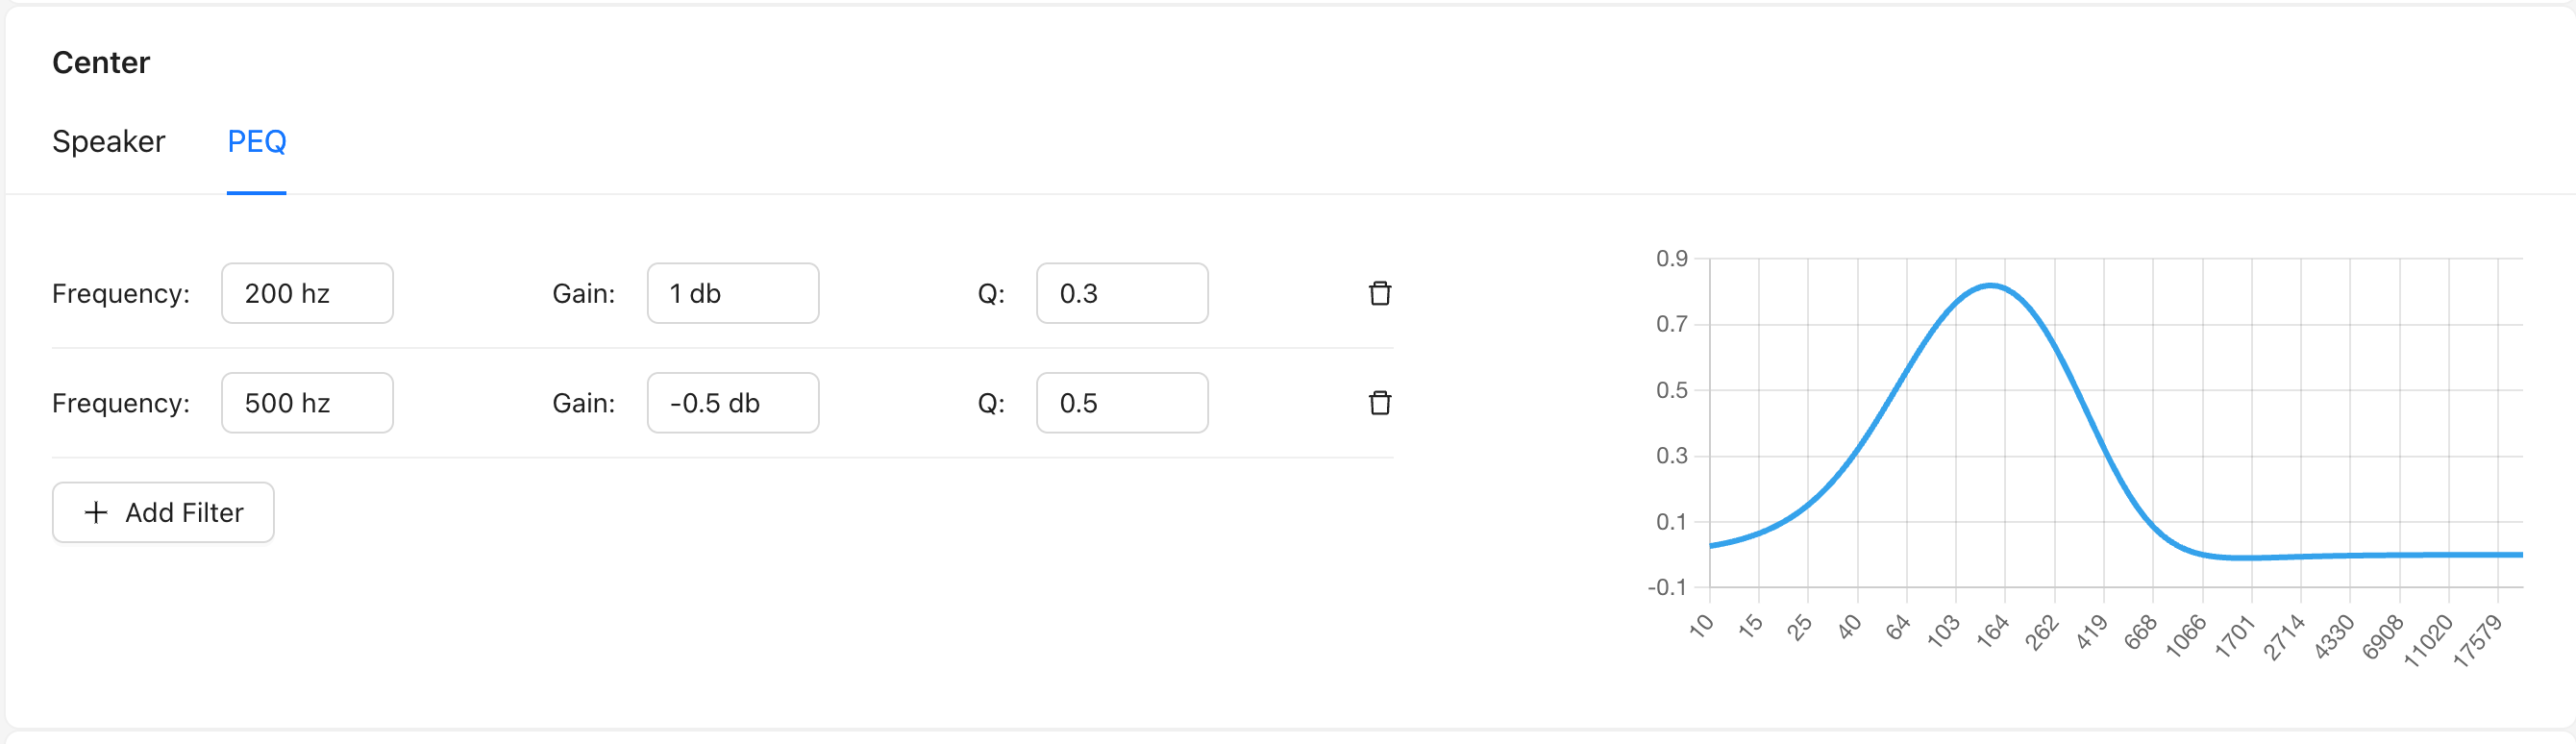 Center
Speaker PEQ
Frequency: 200 hz Gain: 1 db Q: 0.3
Frequency: 500 hz Gain: -0.5 db Q: 0.5
+ Add Filter
0.9
0.7
0.5
0.3
0.1
-0.1
10 15 25 40 64 103 164 262 419 668 1066 1701 2714 4330 6908 11020 17579